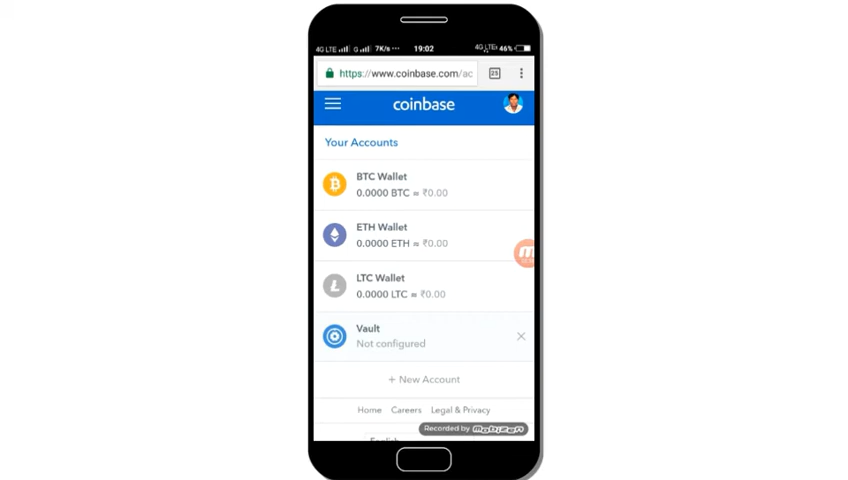 4G LTE G 7K/s ··· 19:02 4G LTE 46%
https://www.coinbase.com/ac 25
coinbase
Your Accounts
BTC Wallet
0.0000 BTC ≈ ₹0.00
ETH Wallet
0.0000 ETH ≈ ₹0.00
LTC Wallet
0.0000 LTC ≈ ₹0.00
Vault
Not configured
+ New Account
Home Careers Legal & Privacy
Recorded by mobizen
English